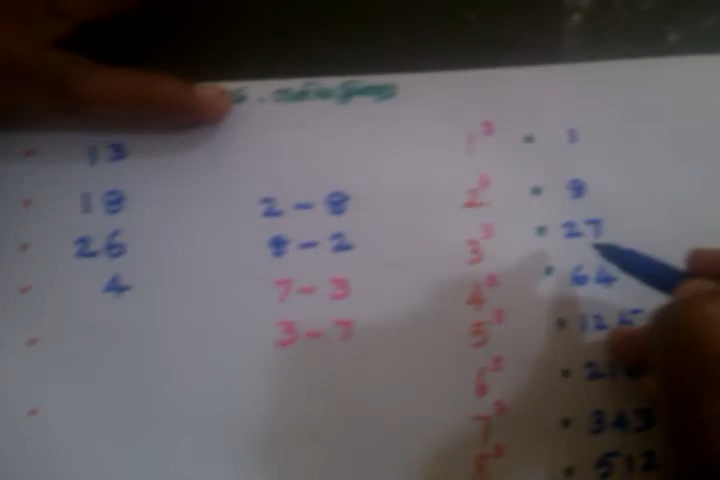 13
18
26
4
2 - 8
8 - 2
7 - 3
3 - 7
1³ • 1
2³ • 8
3³ • 27
4³ • 64
5³ • 125
6³ • 216
7³ • 343
8³ • 512